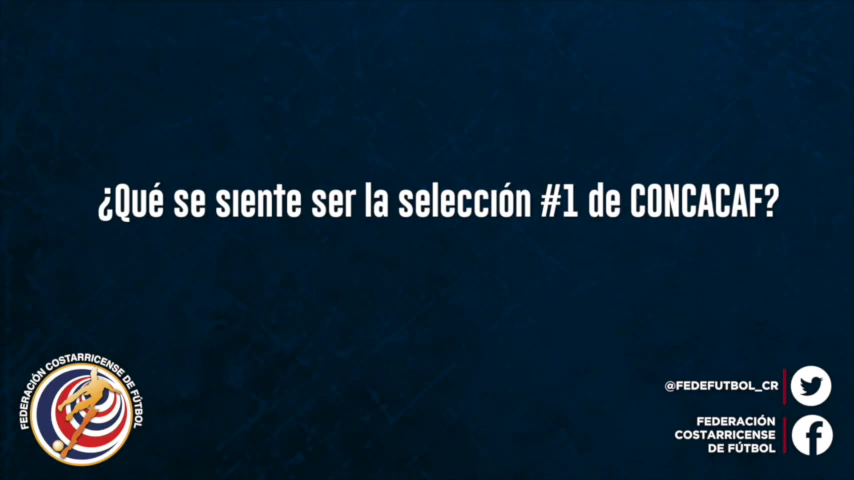 ¿Qué se siente ser la selección #1 de CONCACAF?
FEDERACIÓN COSTARRICENSE DE FÚTBOL
@FEDEFUTBOL_CR
FEDERACIÓN
COSTARRICENSE
DE FÚTBOL